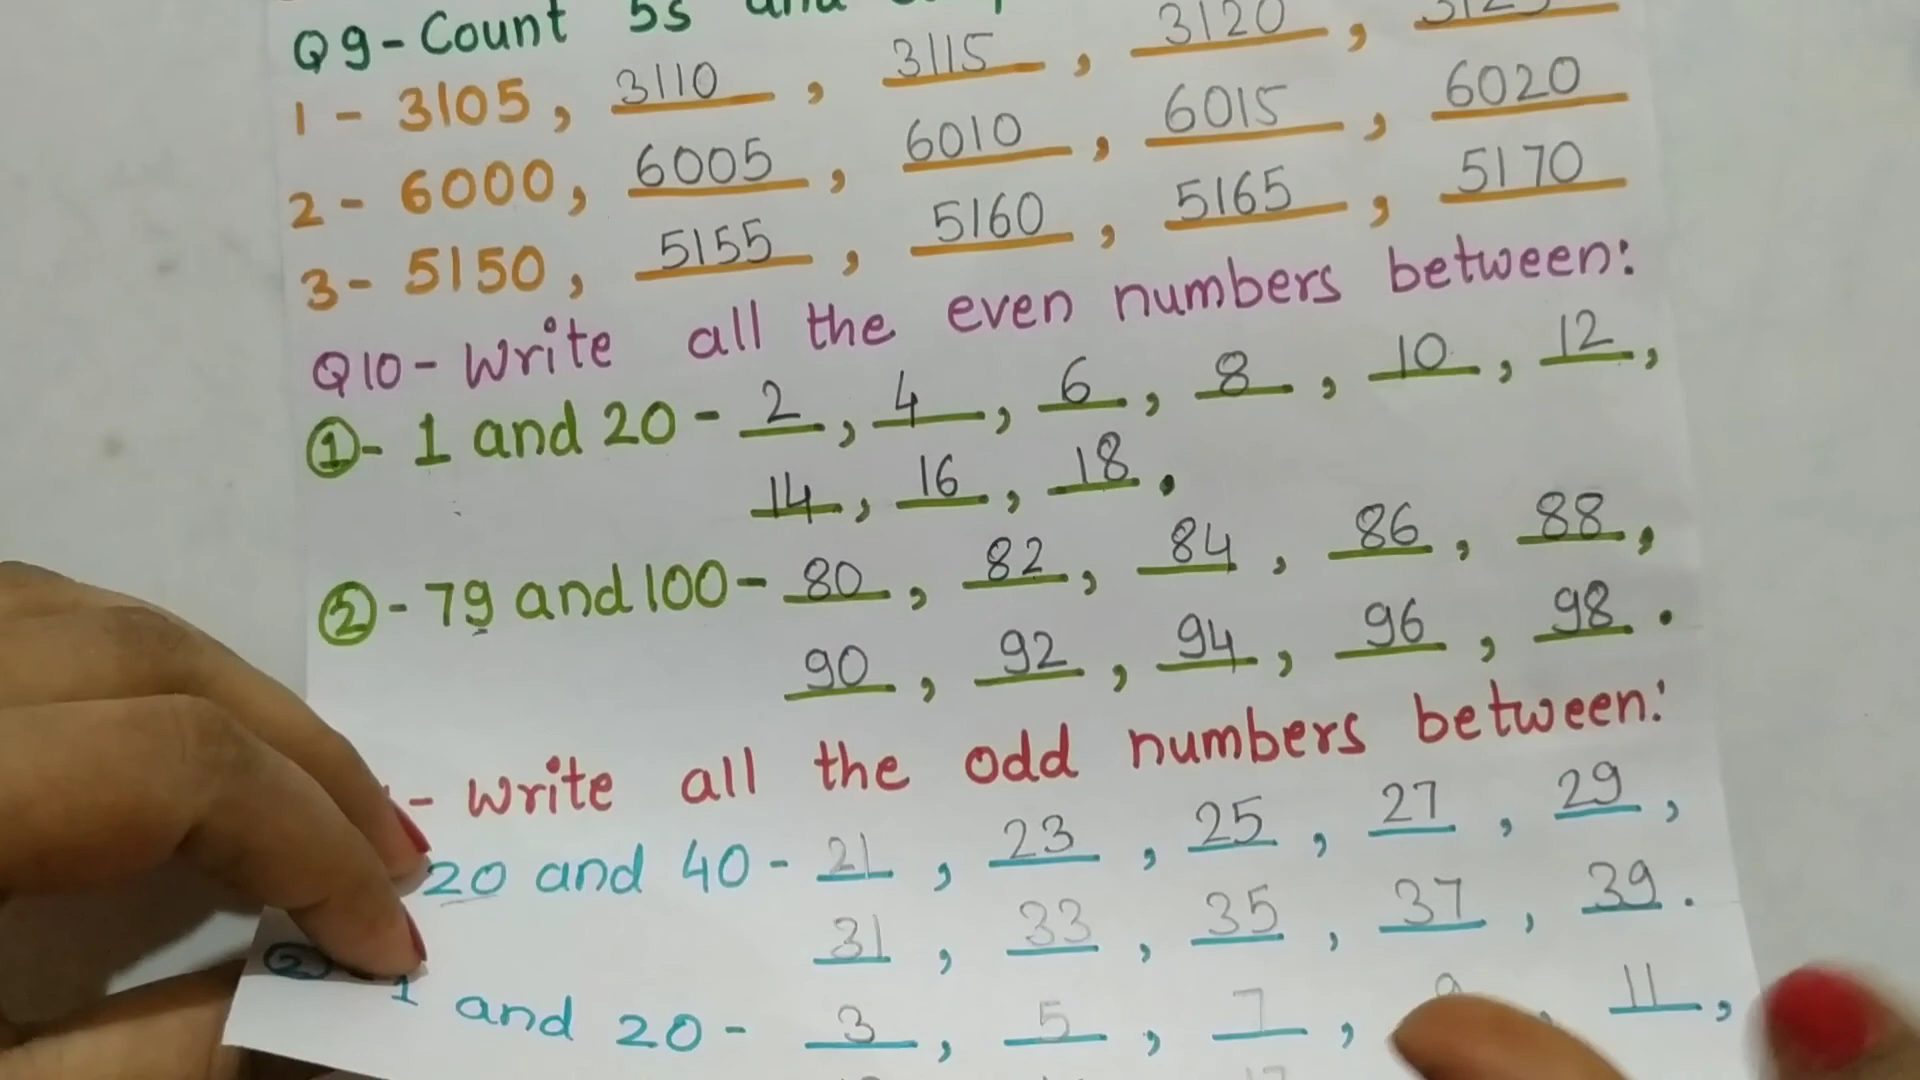 Q9-Count 5s and
1 - 3105, 3110, 3115, 3120,
2 - 6000, 6005, 6010, 6015, 6020
3 - 5150, 5155, 5160, 5165, 5170
Q10-Write all the even numbers between:
①- 1 and 20 - 2, 4, 6, 8, 10, 12,
14, 16, 18.
②- 79 and 100 - 80, 82, 84, 86, 88,
90, 92, 94, 96, 98.
- Write all the odd numbers between:
20 and 40 - 21, 23, 25, 27, 29,
31, 33, 35, 37, 39.
② 1 and 20 - 3, 5, 7, , 11,